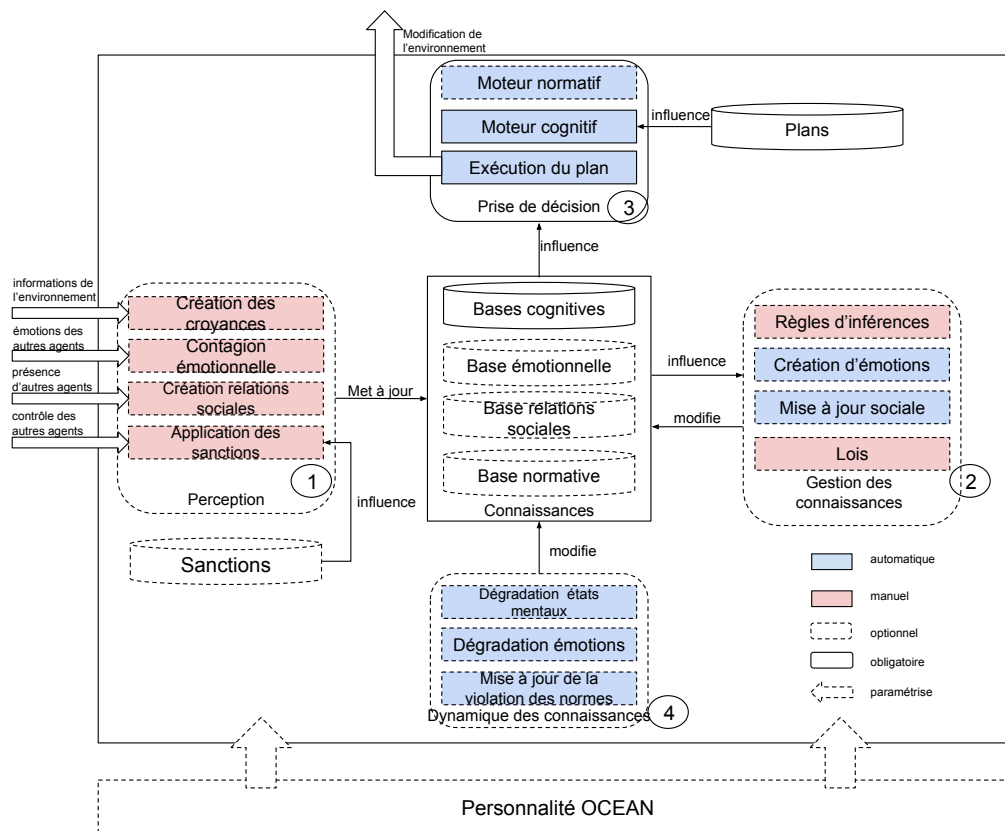 Modification de
l'environnement
Moteur normatif
Moteur cognitif
Exécution du plan
Prise de décision
3
influence
Plans
influence
informations de
l'environnement
émotions des
autres agents
présence
d'autres agents
contrôle des
autres agents
Création des
croyances
Contagion
émotionnelle
Création relations
sociales
Application des
sanctions
Perception
1
Met à jour
influence
Sanctions
Bases cognitives
Base émotionnelle
Base relations
sociales
Base normative
Connaissances
influence
modifie
Règles d'inférences
Création d'émotions
Mise à jour sociale
Lois
Gestion des
connaissances
2
modifie
Dégradation états
mentaux
Dégradation émotions
Mise à jour de la
violation des normes
Dynamique des connaissances
4
automatique
manuel
optionnel
obligatoire
paramétrise
Personnalité OCEAN